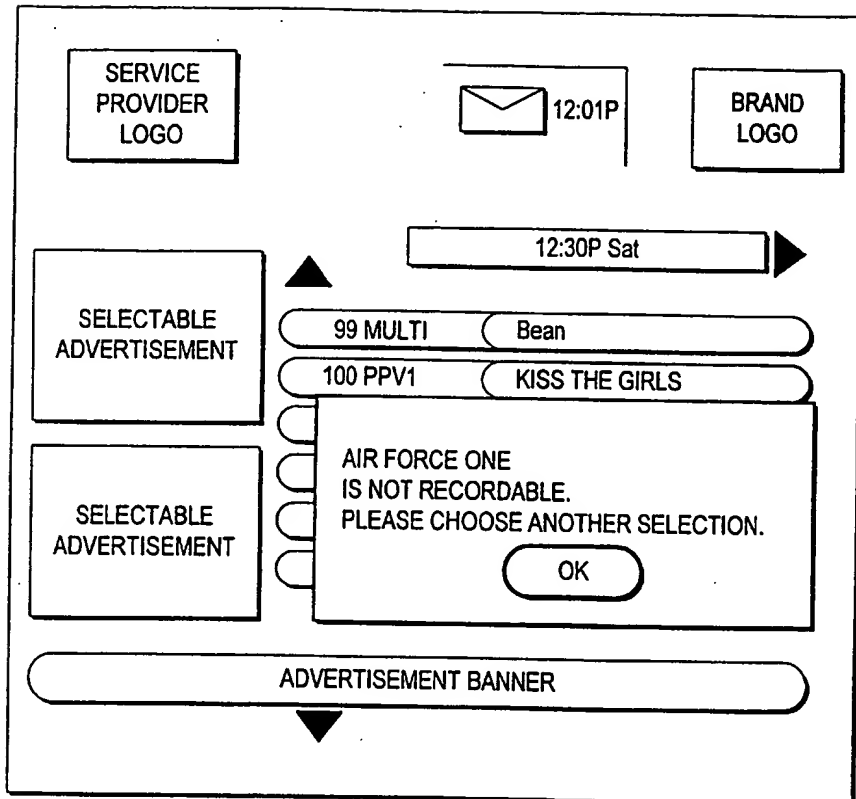 SERVICE
PROVIDER
LOGO
12:01P
BRAND
LOGO
12:30P Sat
SELECTABLE
ADVERTISEMENT
99 MULTI Bean
100 PPV1 KISS THE GIRLS
AIR FORCE ONE
IS NOT RECORDABLE.
PLEASE CHOOSE ANOTHER SELECTION.
OK
SELECTABLE
ADVERTISEMENT
ADVERTISEMENT BANNER